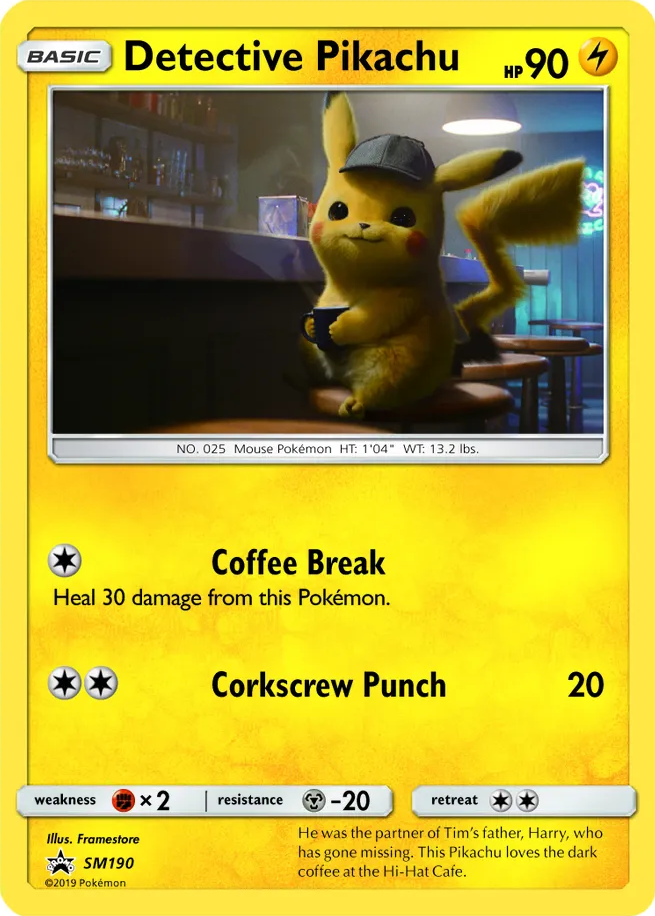 BASIC Detective Pikachu HP 90
NO. 025 Mouse Pokémon HT: 1'04" WT: 13.2 lbs.
Coffee Break
Heal 30 damage from this Pokémon.
Corkscrew Punch 20
weakness ×2 resistance -20 retreat
Illus. Framestore
SM190
©2019 Pokémon
He was the partner of Tim's father, Harry, who
has gone missing. This Pikachu loves the dark
coffee at the Hi-Hat Cafe.